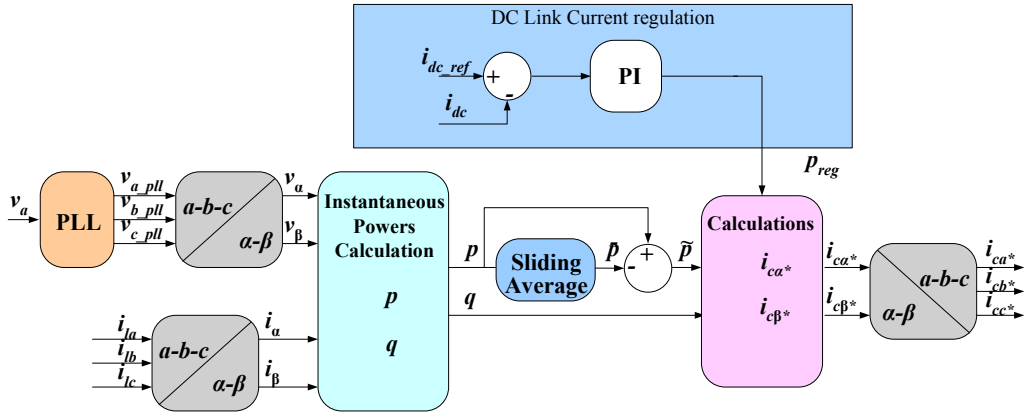 DC Link Current regulation
i_dc_ref
+
-
i_dc
PI
p_reg
v_a
PLL
v_a_pll
v_b_pll
v_c_pll
a-b-c
α-β
v_α
v_β
Instantaneous
Powers
Calculation
p
q
p
q
Sliding
Average
p̄
-
+
p̃
Calculations
i_cα*
i_cβ*
i_cα*
i_cβ*
a-b-c
α-β
i_ca*
i_cb*
i_cc*
i_la
i_lb
i_lc
a-b-c
α-β
i_α
i_β